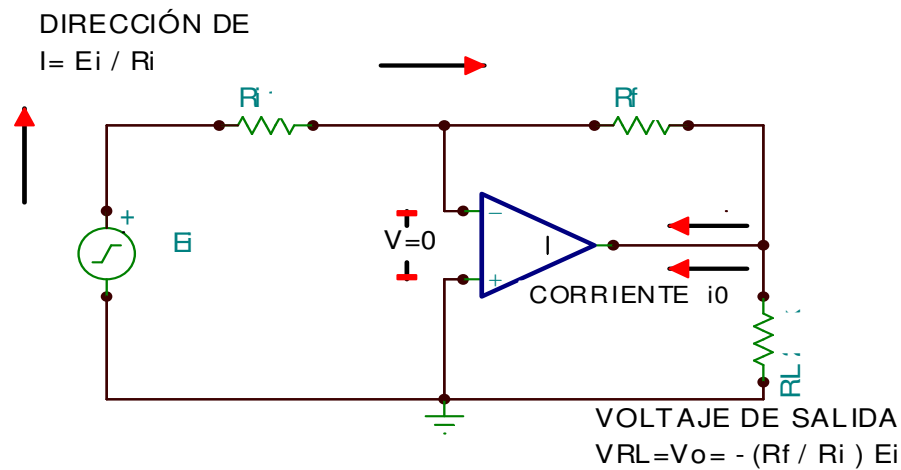 DIRECCIÓN DE
I= Ei / Ri
Ri
Rf
+
Ei
V=0
−
I
+
CORRIENTE i0
RL
VOLTAJE DE SALIDA
VRL=Vo= - (Rf / Ri ) Ei